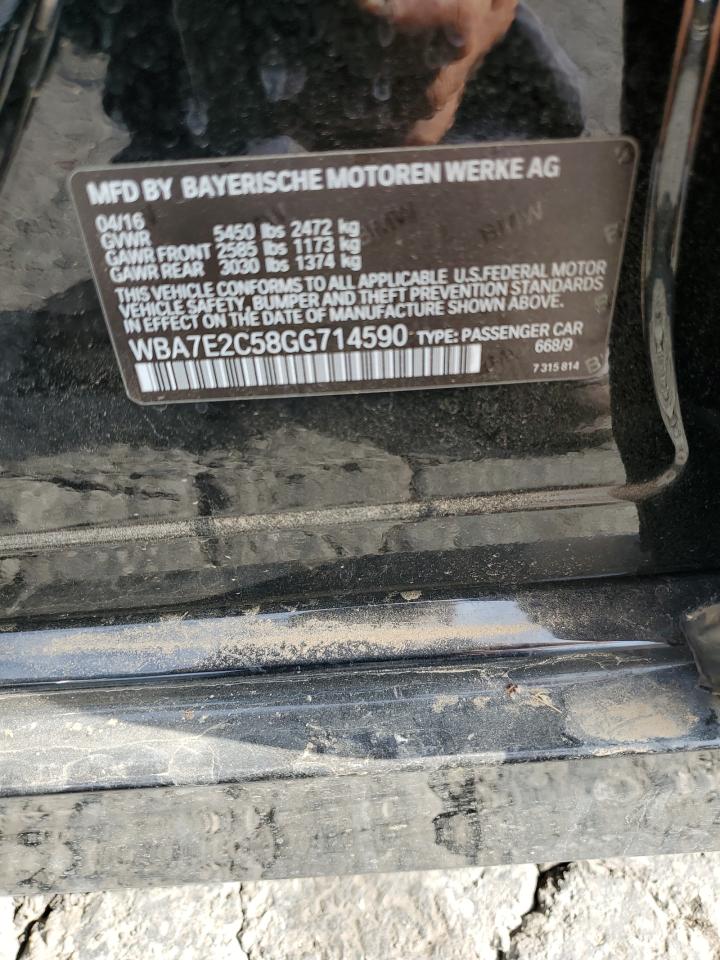 MFD BY BAYERISCHE MOTOREN WERKE AG
04/16
GVWR 5450 lbs 2472 kg
GAWR FRONT 2585 lbs 1173 kg
GAWR REAR 3030 lbs 1374 kg
THIS VEHICLE CONFORMS TO ALL APPLICABLE U.S.FEDERAL MOTOR
VEHICLE SAFETY, BUMPER AND THEFT PREVENTION STANDARDS
IN EFFECT ON THE DATE OF MANUFACTURE SHOWN ABOVE.
WBA7E2C58GG714590 TYPE: PASSENGER CAR
668/9
7 315 814